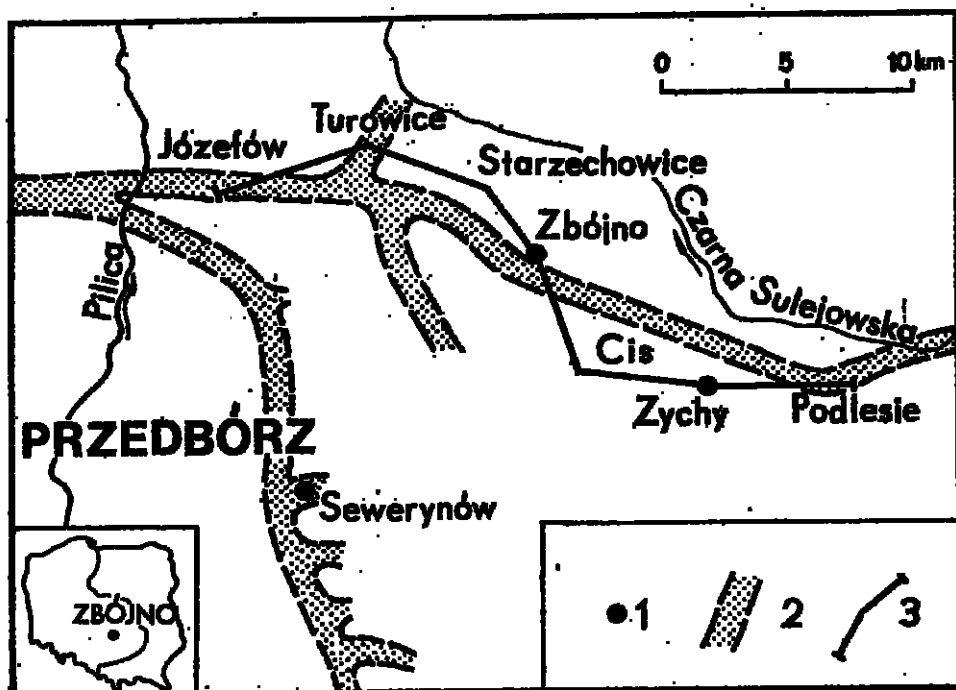 0 5 10 km
Turowice
Józefów
Starzechowice
Zbójno
Czarna Sulejowska
Pilica
Cis
Zychy
Podlesie
PRZEDBÓRZ
Sewerynów
ZBÓJNO
1 2 3